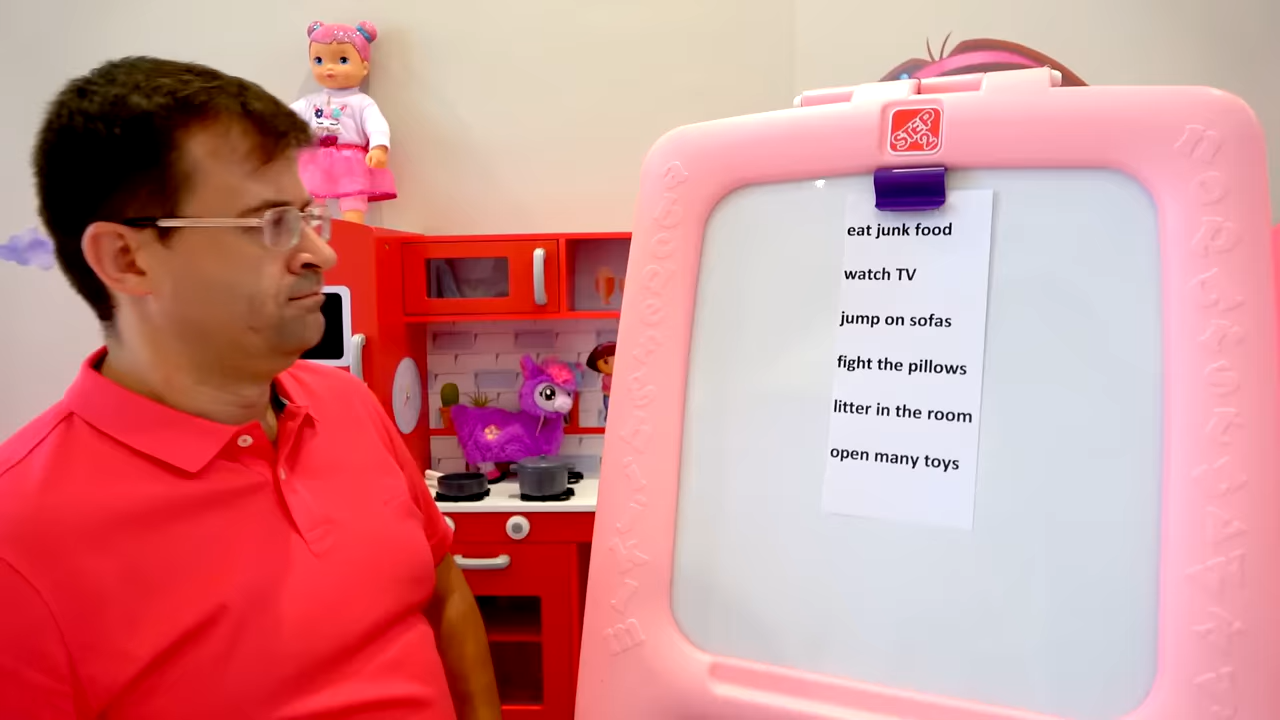 STEP2
eat junk food
watch TV
jump on sofas
fight the pillows
litter in the room
open many toys